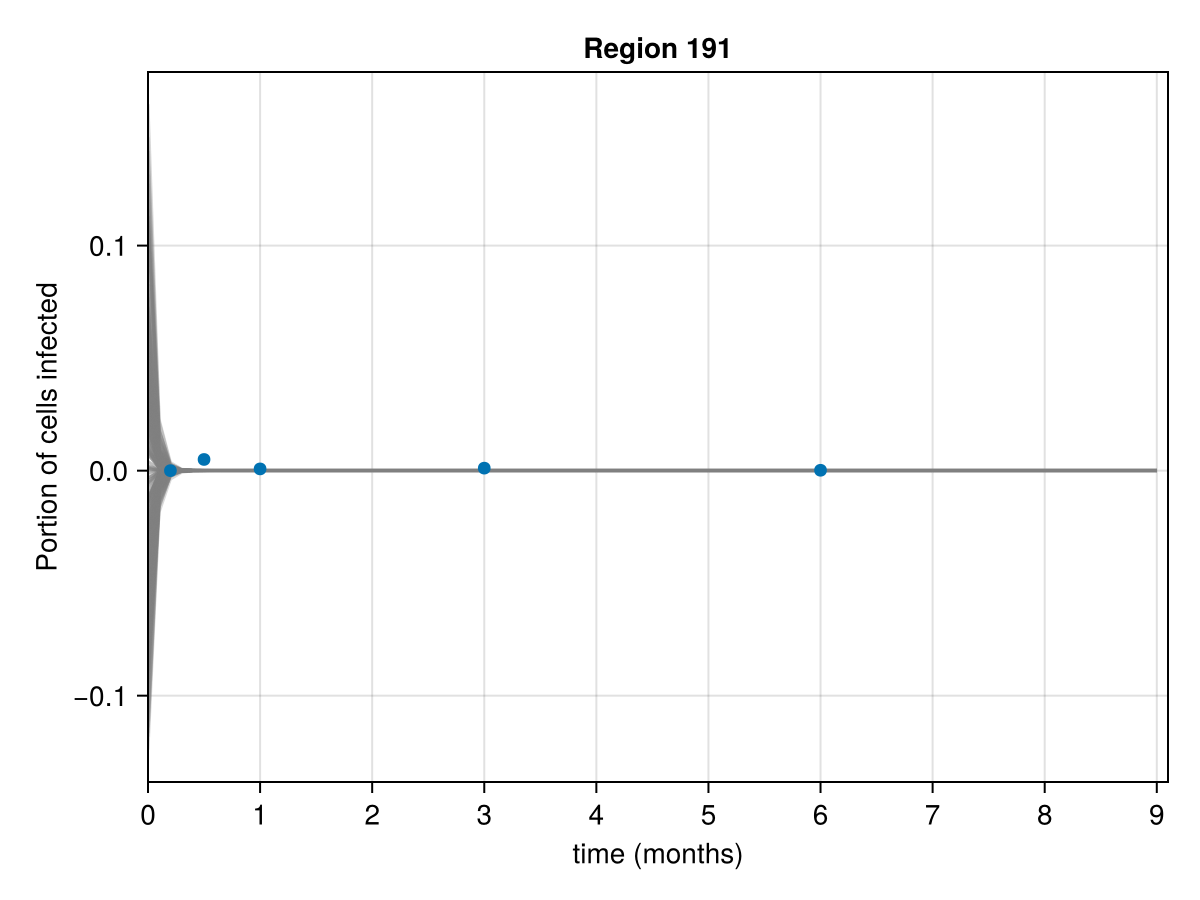 Region 191
Portion of cells infected
0.1
0.0
−0.1
0 1 2 3 4 5 6 7 8 9
time (months)